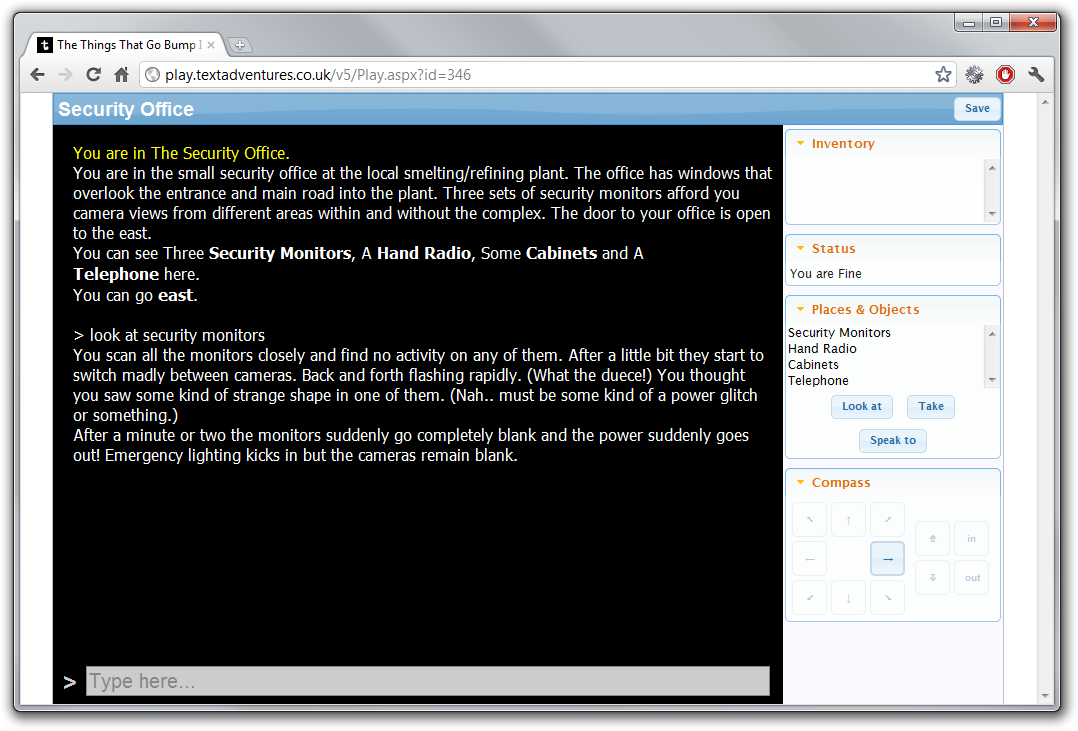 The Things That Go Bump I
play.textadventures.co.uk/v5/Play.aspx?id=346
Security Office
Save
You are in The Security Office.
You are in the small security office at the local smelting/refining plant. The office has windows that
overlook the entrance and main road into the plant. Three sets of security monitors afford you
camera views from different areas within and without the complex. The door to your office is open
to the east.
You can see Three Security Monitors, A Hand Radio, Some Cabinets and A
Telephone here.
You can go east.
> look at security monitors
You scan all the monitors closely and find no activity on any of them. After a little bit they start to
switch madly between cameras. Back and forth flashing rapidly. (What the duece!) You thought
you saw some kind of strange shape in one of them. (Nah.. must be some kind of a power glitch
or something.)
After a minute or two the monitors suddenly go completely blank and the power suddenly goes
out! Emergency lighting kicks in but the cameras remain blank.
> Type here...
Inventory
Status
You are Fine
Places & Objects
Security Monitors
Hand Radio
Cabinets
Telephone
Look at
Take
Speak to
Compass
in
out